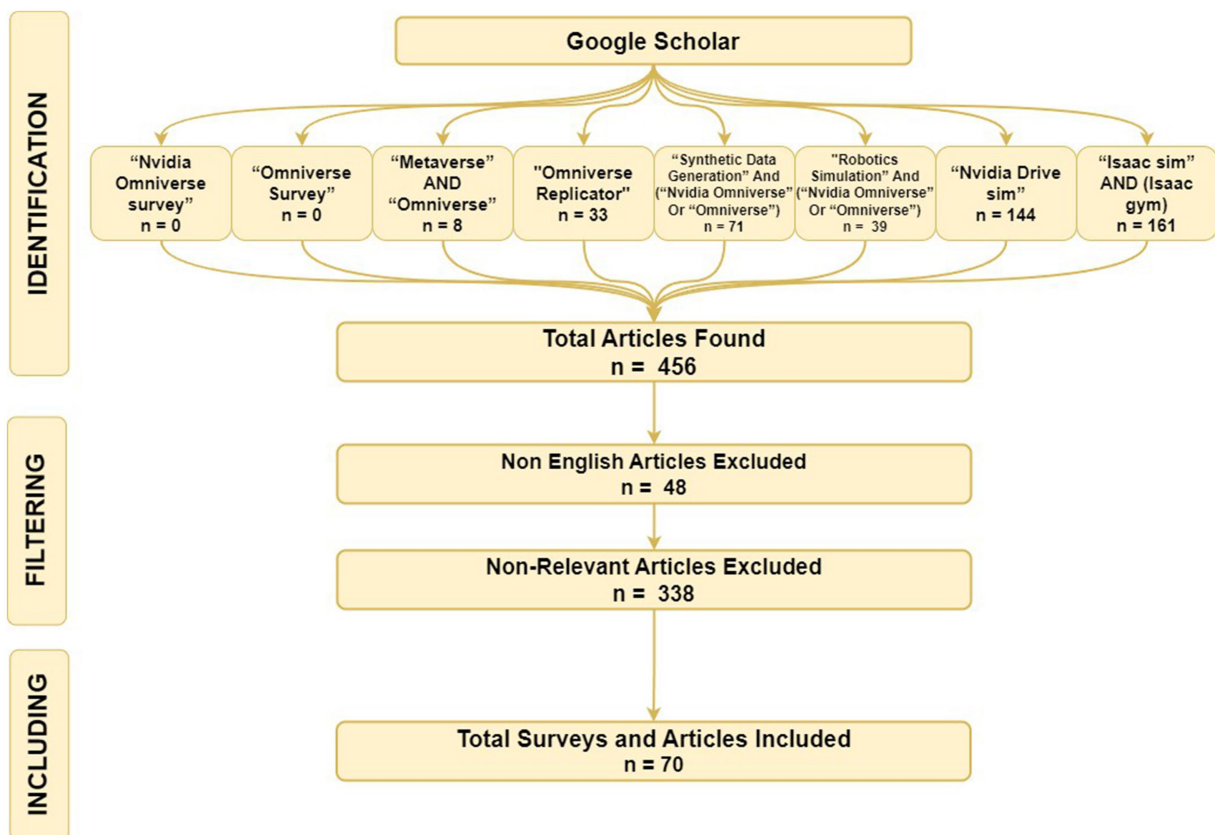 IDENTIFICATION
Google Scholar
“Nvidia
Omniverse
survey”
n = 0
“Omniverse
Survey”
n = 0
“Metaverse”
AND
“Omniverse”
n = 8
"Omniverse
Replicator"
n = 33
“Synthetic Data
Generation” And
(“Nvidia Omniverse”
Or “Omniverse”)
n = 71
"Robotics
Simulation” And
(“Nvidia Omniverse”
Or “Omniverse”)
n = 39
“Nvidia Drive
sim”
n = 144
“Isaac sim”
AND (Isaac
gym)
n = 161
Total Articles Found
n = 456
FILTERING
Non English Articles Excluded
n = 48
Non-Relevant Articles Excluded
n = 338
INCLUDING
Total Surveys and Articles Included
n = 70